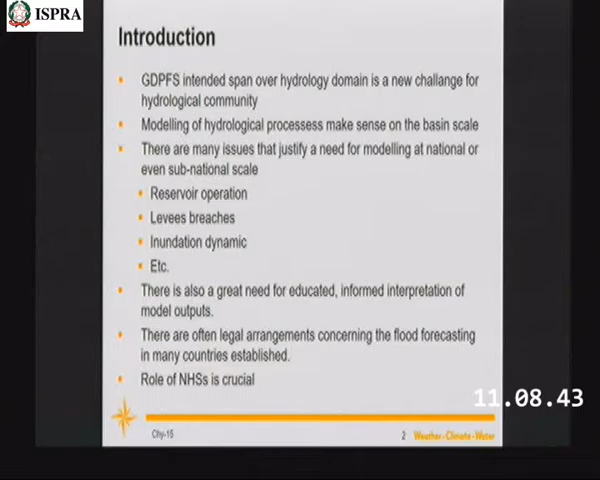 ISPRA
Introduction
GDPFS intended span over hydrology domain is a new challange for
hydrological community
Modelling of hydrological processess make sense on the basin scale
There are many issues that justify a need for modelling at national or
even sub-national scale
Reservoir operation
Levees breaches
Inundation dynamic
Etc.
There is also a great need for educated, informed interpretation of
model outputs.
There are often legal arrangements concerning the flood forecasting
in many countries established.
Role of NHSs is crucial
11.08.43
Chy-15
2 Weather - Climate - Water